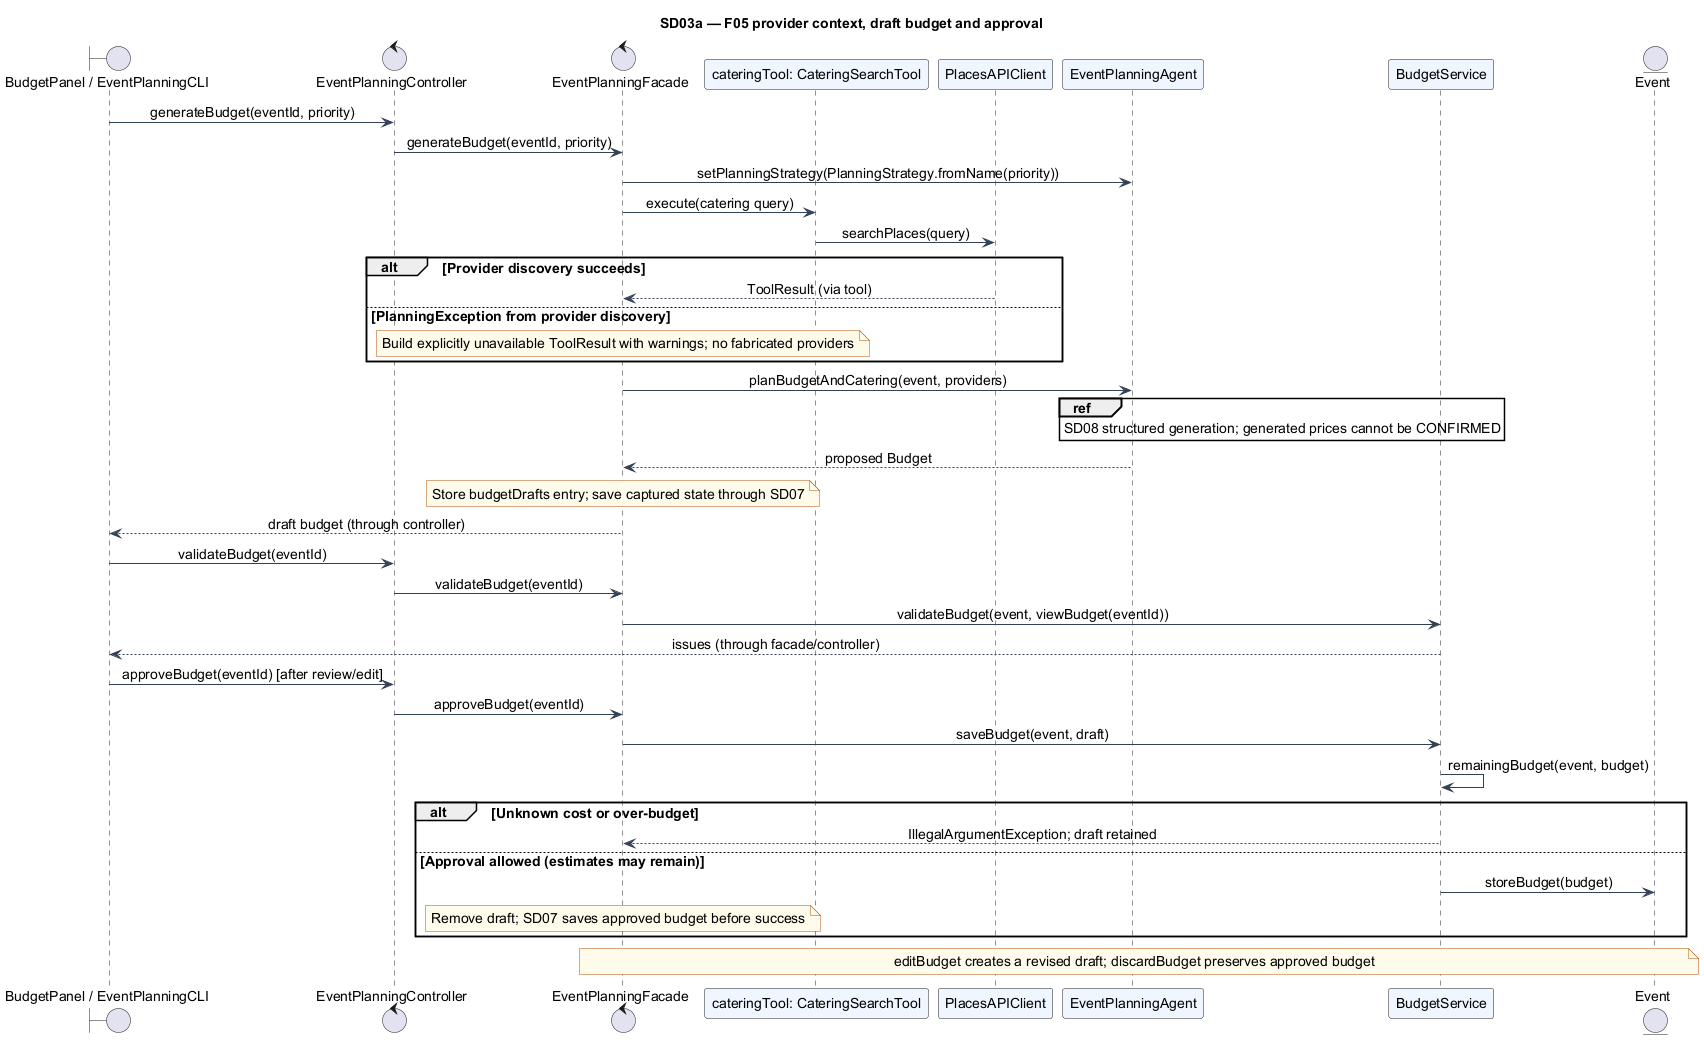 SD03a — F05 provider context, draft budget and approval
BudgetPanel / EventPlanningCLI
EventPlanningController
EventPlanningFacade
cateringTool: CateringSearchTool
PlacesAPIClient
EventPlanningAgent
BudgetService
Event
generateBudget(eventId, priority)
generateBudget(eventId, priority)
setPlanningStrategy(PlanningStrategy.fromName(priority))
execute(catering query)
searchPlaces(query)
alt [Provider discovery succeeds]
ToolResult (via tool)
[PlanningException from provider discovery]
Build explicitly unavailable ToolResult with warnings; no fabricated providers
planBudgetAndCatering(event, providers)
ref
SD08 structured generation; generated prices cannot be CONFIRMED
proposed Budget
Store budgetDrafts entry; save captured state through SD07
draft budget (through controller)
validateBudget(eventId)
validateBudget(eventId)
validateBudget(event, viewBudget(eventId))
issues (through facade/controller)
approveBudget(eventId) [after review/edit]
approveBudget(eventId)
saveBudget(event, draft)
remainingBudget(event, budget)
alt [Unknown cost or over-budget]
IllegalArgumentException; draft retained
[Approval allowed (estimates may remain)]
storeBudget(budget)
Remove draft; SD07 saves approved budget before success
editBudget creates a revised draft; discardBudget preserves approved budget
BudgetPanel / EventPlanningCLI
EventPlanningController
EventPlanningFacade
cateringTool: CateringSearchTool
PlacesAPIClient
EventPlanningAgent
BudgetService
Event